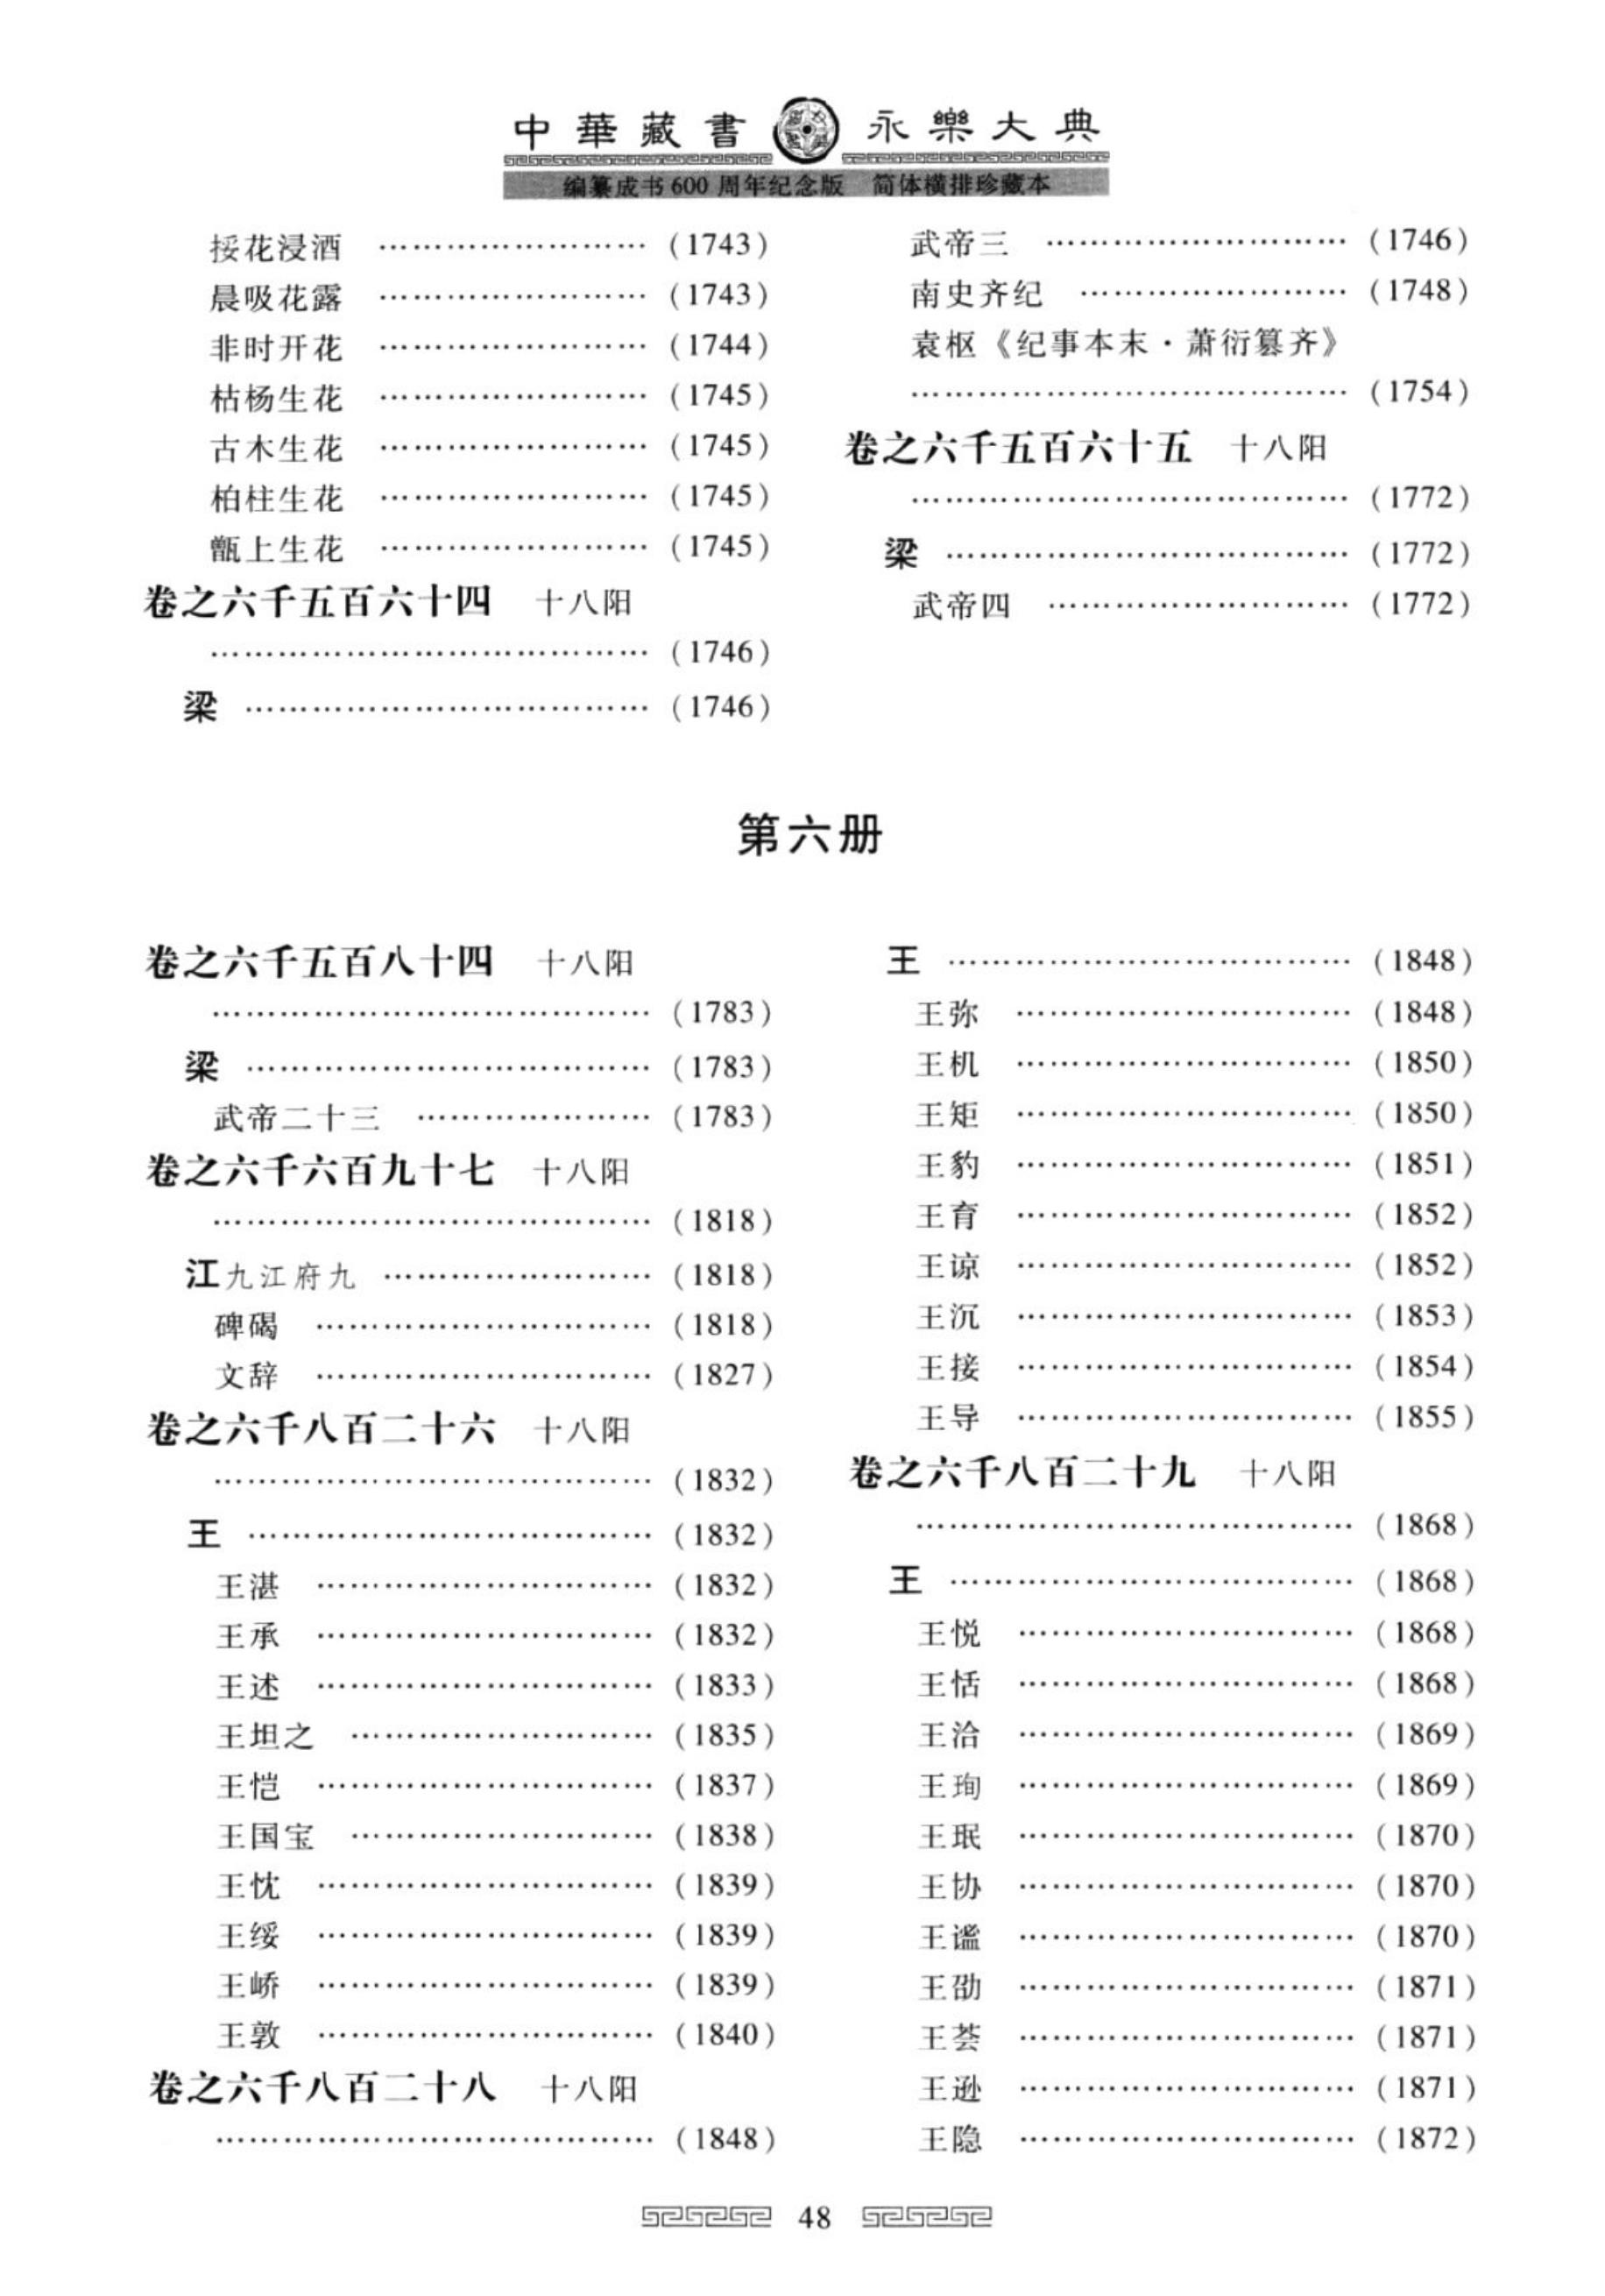 中華藏書 永樂大典
编纂成书600周年纪念版 简体横排珍藏本
挼花浸酒 …………………… (1743)
晨吸花露 …………………… (1743)
非时开花 …………………… (1744)
枯杨生花 …………………… (1745)
古木生花 …………………… (1745)
柏柱生花 …………………… (1745)
甑上生花 …………………… (1745)
卷之六千五百六十四 十八阳
………………………………… (1746)
梁 ……………………………… (1746)
武帝三 ……………………… (1746)
南史齐纪 …………………… (1748)
袁枢《纪事本末·萧衍篡齐》
………………………………… (1754)
卷之六千五百六十五 十八阳
………………………………… (1772)
梁 ……………………………… (1772)
武帝四 ……………………… (1772)
第六册
卷之六千五百八十四 十八阳
………………………………… (1783)
梁 ……………………………… (1783)
武帝二十三 ………………… (1783)
卷之六千六百九十七 十八阳
………………………………… (1818)
江九江府九 …………………… (1818)
碑碣 ………………………… (1818)
文辞 ………………………… (1827)
卷之六千八百二十六 十八阳
………………………………… (1832)
王 ……………………………… (1832)
王湛 ………………………… (1832)
王承 ………………………… (1832)
王述 ………………………… (1833)
王坦之 ……………………… (1835)
王恺 ………………………… (1837)
王国宝 ……………………… (1838)
王忱 ………………………… (1839)
王绥 ………………………… (1839)
王峤 ………………………… (1839)
王敦 ………………………… (1840)
卷之六千八百二十八 十八阳
………………………………… (1848)
王 ……………………………… (1848)
王弥 ………………………… (1848)
王机 ………………………… (1850)
王矩 ………………………… (1850)
王豹 ………………………… (1851)
王育 ………………………… (1852)
王谅 ………………………… (1852)
王沉 ………………………… (1853)
王接 ………………………… (1854)
王导 ………………………… (1855)
卷之六千八百二十九 十八阳
………………………………… (1868)
王 ……………………………… (1868)
王悦 ………………………… (1868)
王恬 ………………………… (1868)
王洽 ………………………… (1869)
王珣 ………………………… (1869)
王珉 ………………………… (1870)
王协 ………………………… (1870)
王谧 ………………………… (1870)
王劭 ………………………… (1871)
王荟 ………………………… (1871)
王逊 ………………………… (1871)
王隐 ………………………… (1872)
48